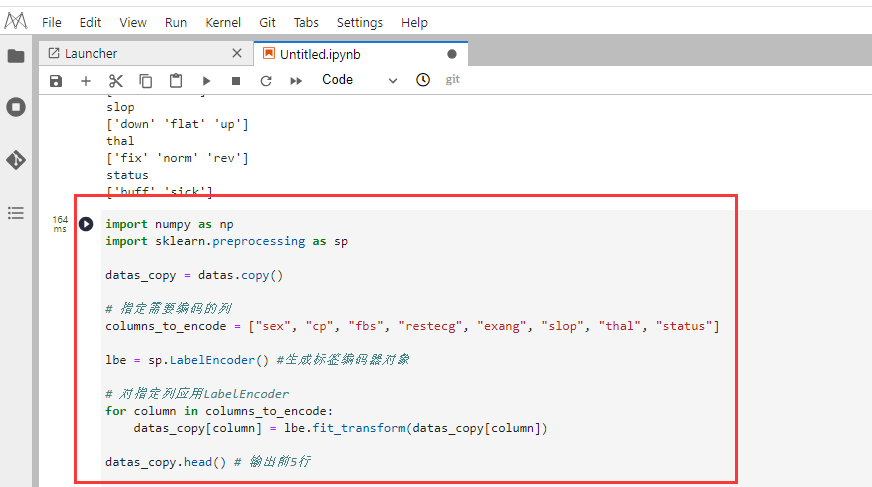 File Edit View Run Kernel Git Tabs Settings Help
Launcher
Untitled.ipynb
Code
git
slop
['down' 'flat' 'up']
thal
['fix' 'norm' 'rev']
status
['buff' 'sick']
164
ms
import numpy as np
import sklearn.preprocessing as sp
datas_copy = datas.copy()
# 指定需要编码的列
columns_to_encode = ["sex", "cp", "fbs", "restecg", "exang", "slop", "thal", "status"]
lbe = sp.LabelEncoder() #生成标签编码器对象
# 对指定列应用LabelEncoder
for column in columns_to_encode:
    datas_copy[column] = lbe.fit_transform(datas_copy[column])
datas_copy.head() # 输出前5行